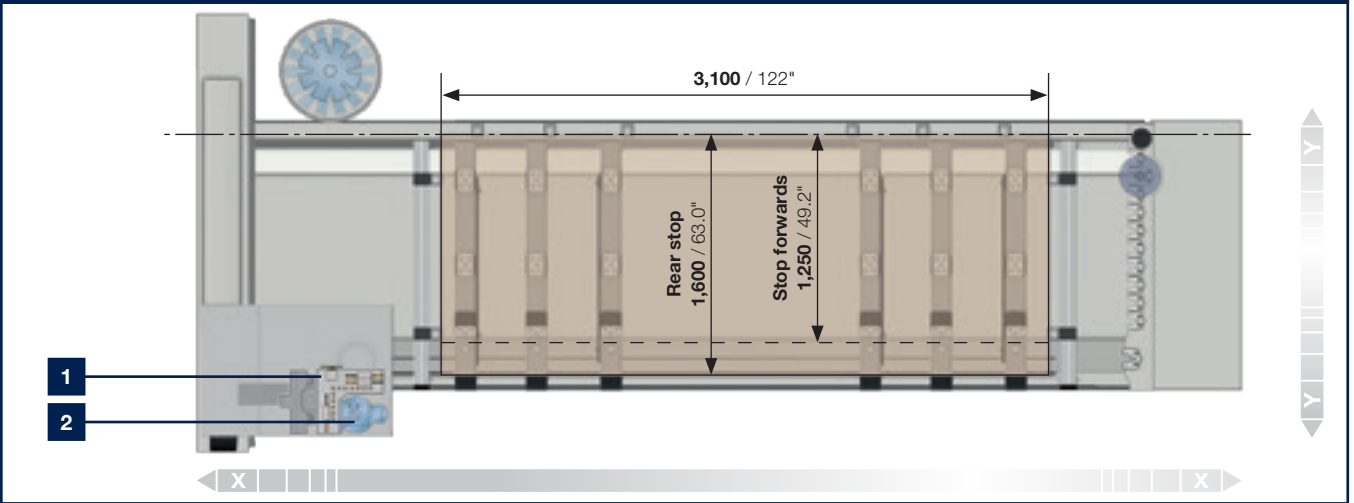 3,100 / 122"
Rear stop
1,600 / 63.0"
Stop forwards
1,250 / 49.2"
Y
1
2
Y
X
X